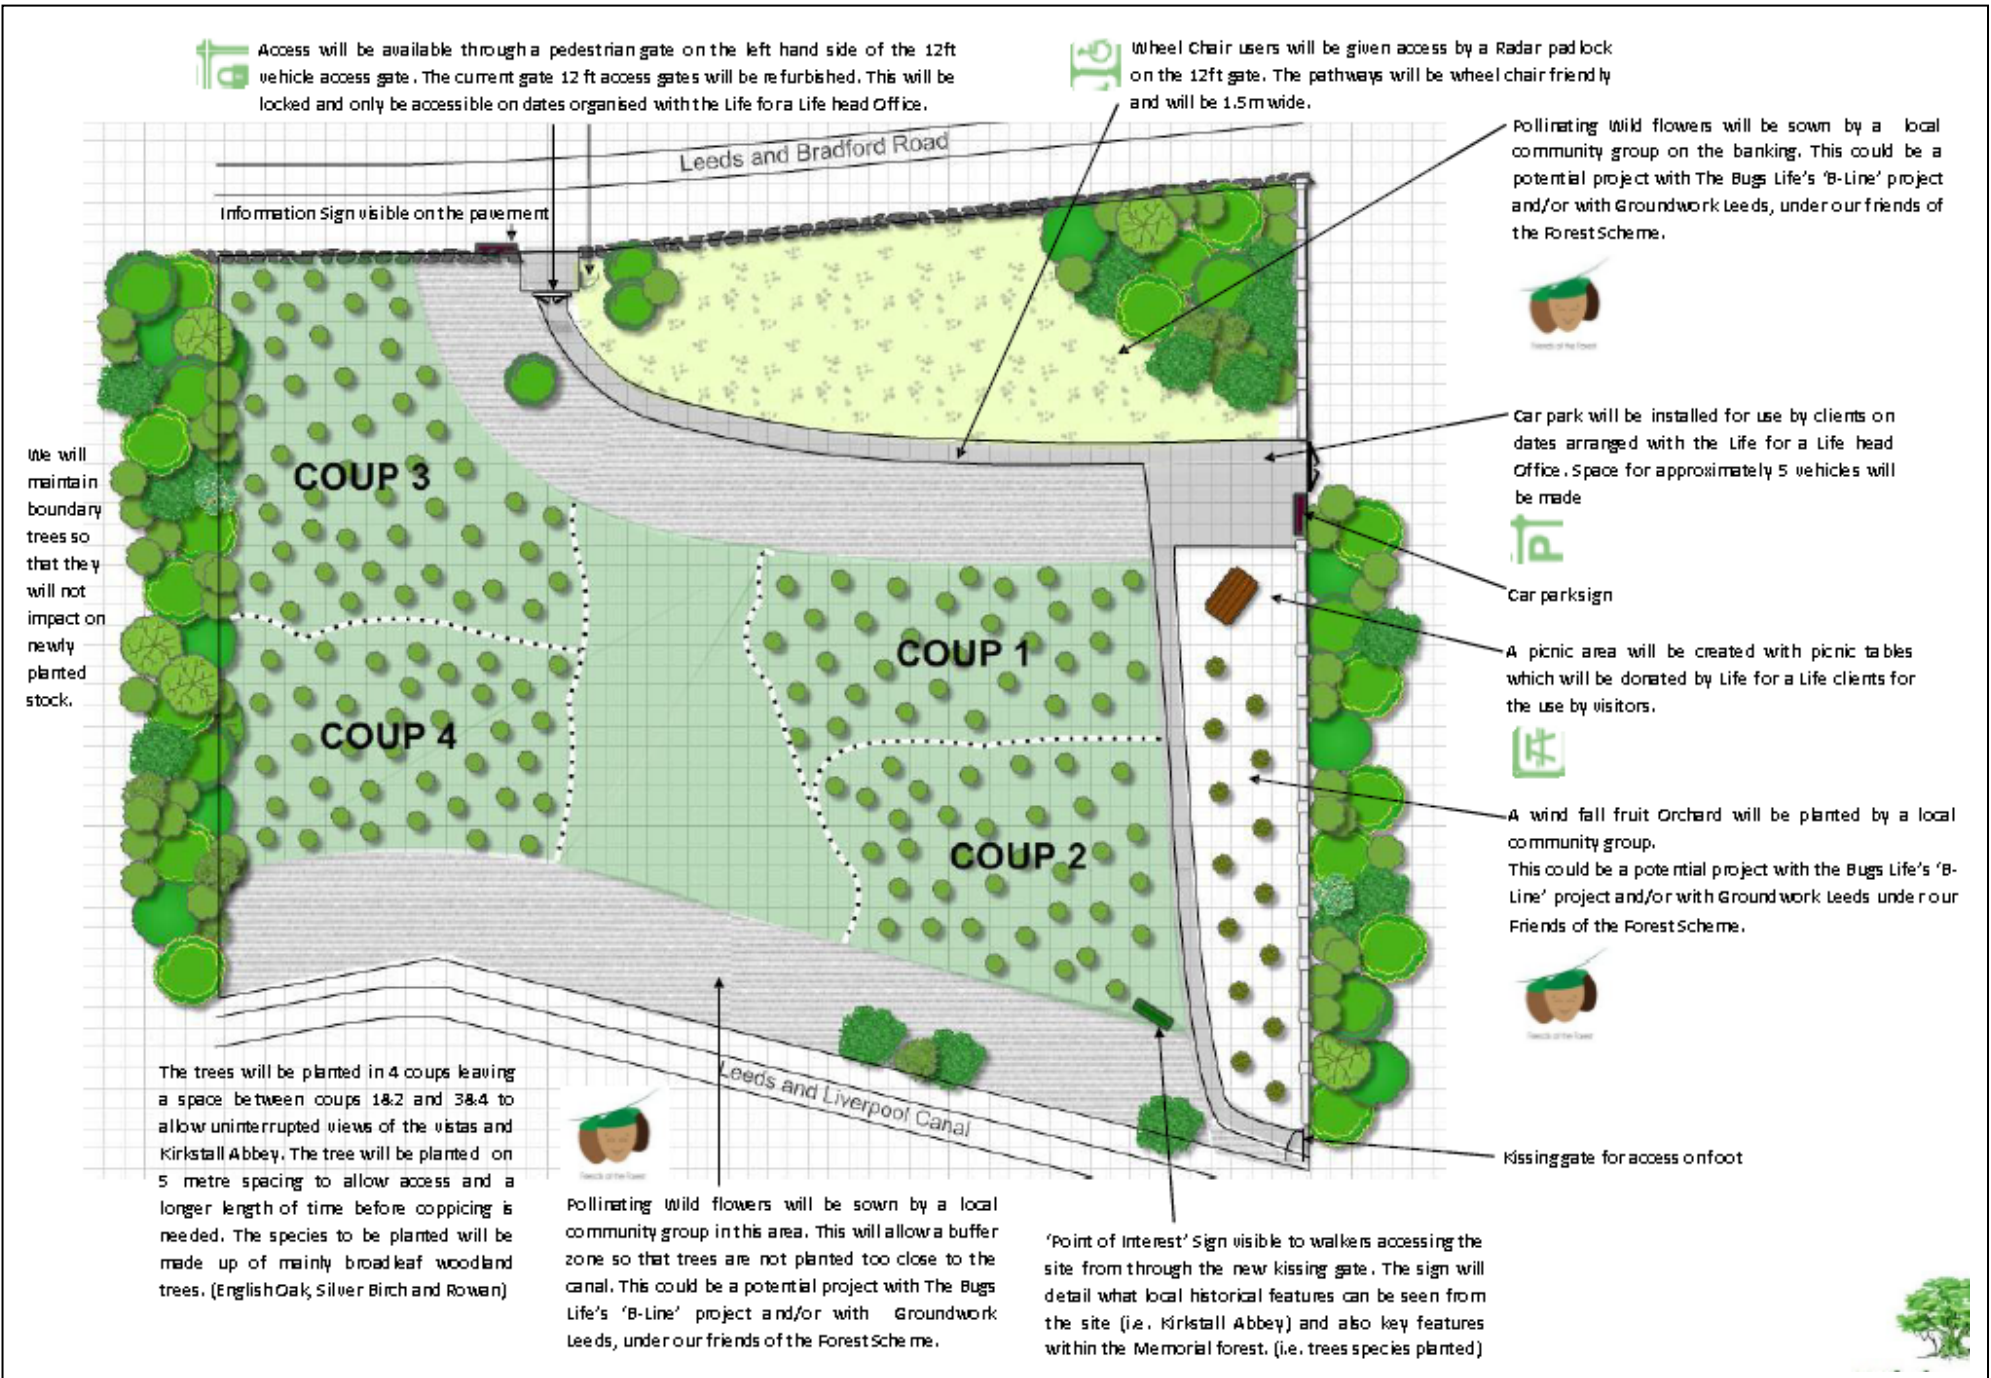 Access will be available through a pedestrian gate on the left hand side of the 12ft
vehicle access gate. The current gate 12 ft access gates will be refurbished. This will be
locked and only be accessible on dates organised with the Life for a Life head Office.
Wheel Chair users will be given access by a Radar padlock
on the 12ft gate. The pathways will be wheel chair friendly
and will be 1.5m wide.
Pollinating Wild flowers will be sown by a local
community group on the banking. This could be a
potential project with The Bugs Life's 'B-Line' project
and/or with Groundwork Leeds, under our friends of
the Forest Scheme.
Friends of the Forest
Leeds and Bradford Road
Information Sign visible on the pavement
Car park will be installed for use by clients on
dates arranged with the Life for a Life head
Office. Space for approximately 5 vehicles will
be made
P
Car park sign
We will
maintain
boundary
trees so
that they
will not
impact on
newly
planted
stock.
COUP 3
COUP 1
COUP 4
COUP 2
A picnic area will be created with picnic tables
which will be donated by Life for a Life clients for
the use by visitors.
A wind fall fruit Orchard will be planted by a local
community group.
This could be a potential project with the Bugs Life's 'B-
Line' project and/or with Groundwork Leeds under our
Friends of the Forest Scheme.
Friends of the Forest
Leeds and Liverpool Canal
Kissing gate for access on foot
The trees will be planted in 4 coups leaving
a space between coups 1&2 and 3&4 to
allow uninterrupted views of the vistas and
Kirkstall Abbey. The tree will be planted on
5 metre spacing to allow access and a
longer length of time before coppicing is
needed. The species to be planted will be
made up of mainly broadleaf woodland
trees. (English Oak, Silver Birch and Rowan)
Friends of the Forest
Pollinating Wild flowers will be sown by a local
community group in this area. This will allow a buffer
zone so that trees are not planted too close to the
canal. This could be a potential project with The Bugs
Life's 'B-Line' project and/or with Groundwork
Leeds, under our friends of the Forest Scheme.
'Point of Interest' Sign visible to walkers accessing the
site from through the new kissing gate. The sign will
detail what local historical features can be seen from
the site (i.e. Kirkstall Abbey) and also key features
within the Memorial forest. (i.e. trees species planted)